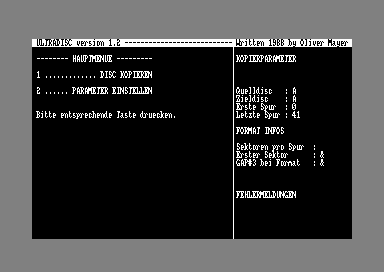 ULTRADISC version 1.2 --------------------------- Written 1988 by Oliver Mayer
-------- HAUPTMENUE ---------
1 ............. DISC KOPIEREN
2 ...... PARAMETER EINSTELLEN
Bitte entsprechende Taste druecken.
KOPIERPARAMETER
Quelldisc : A
Zieldisc : A
Erste Spur : 0
Letzte Spur : 41
FORMAT INFOS
Sektoren pro Spur :
Erster Sektor : &
GAP#3 bei Format : &
FEHLERMELDUNGEN